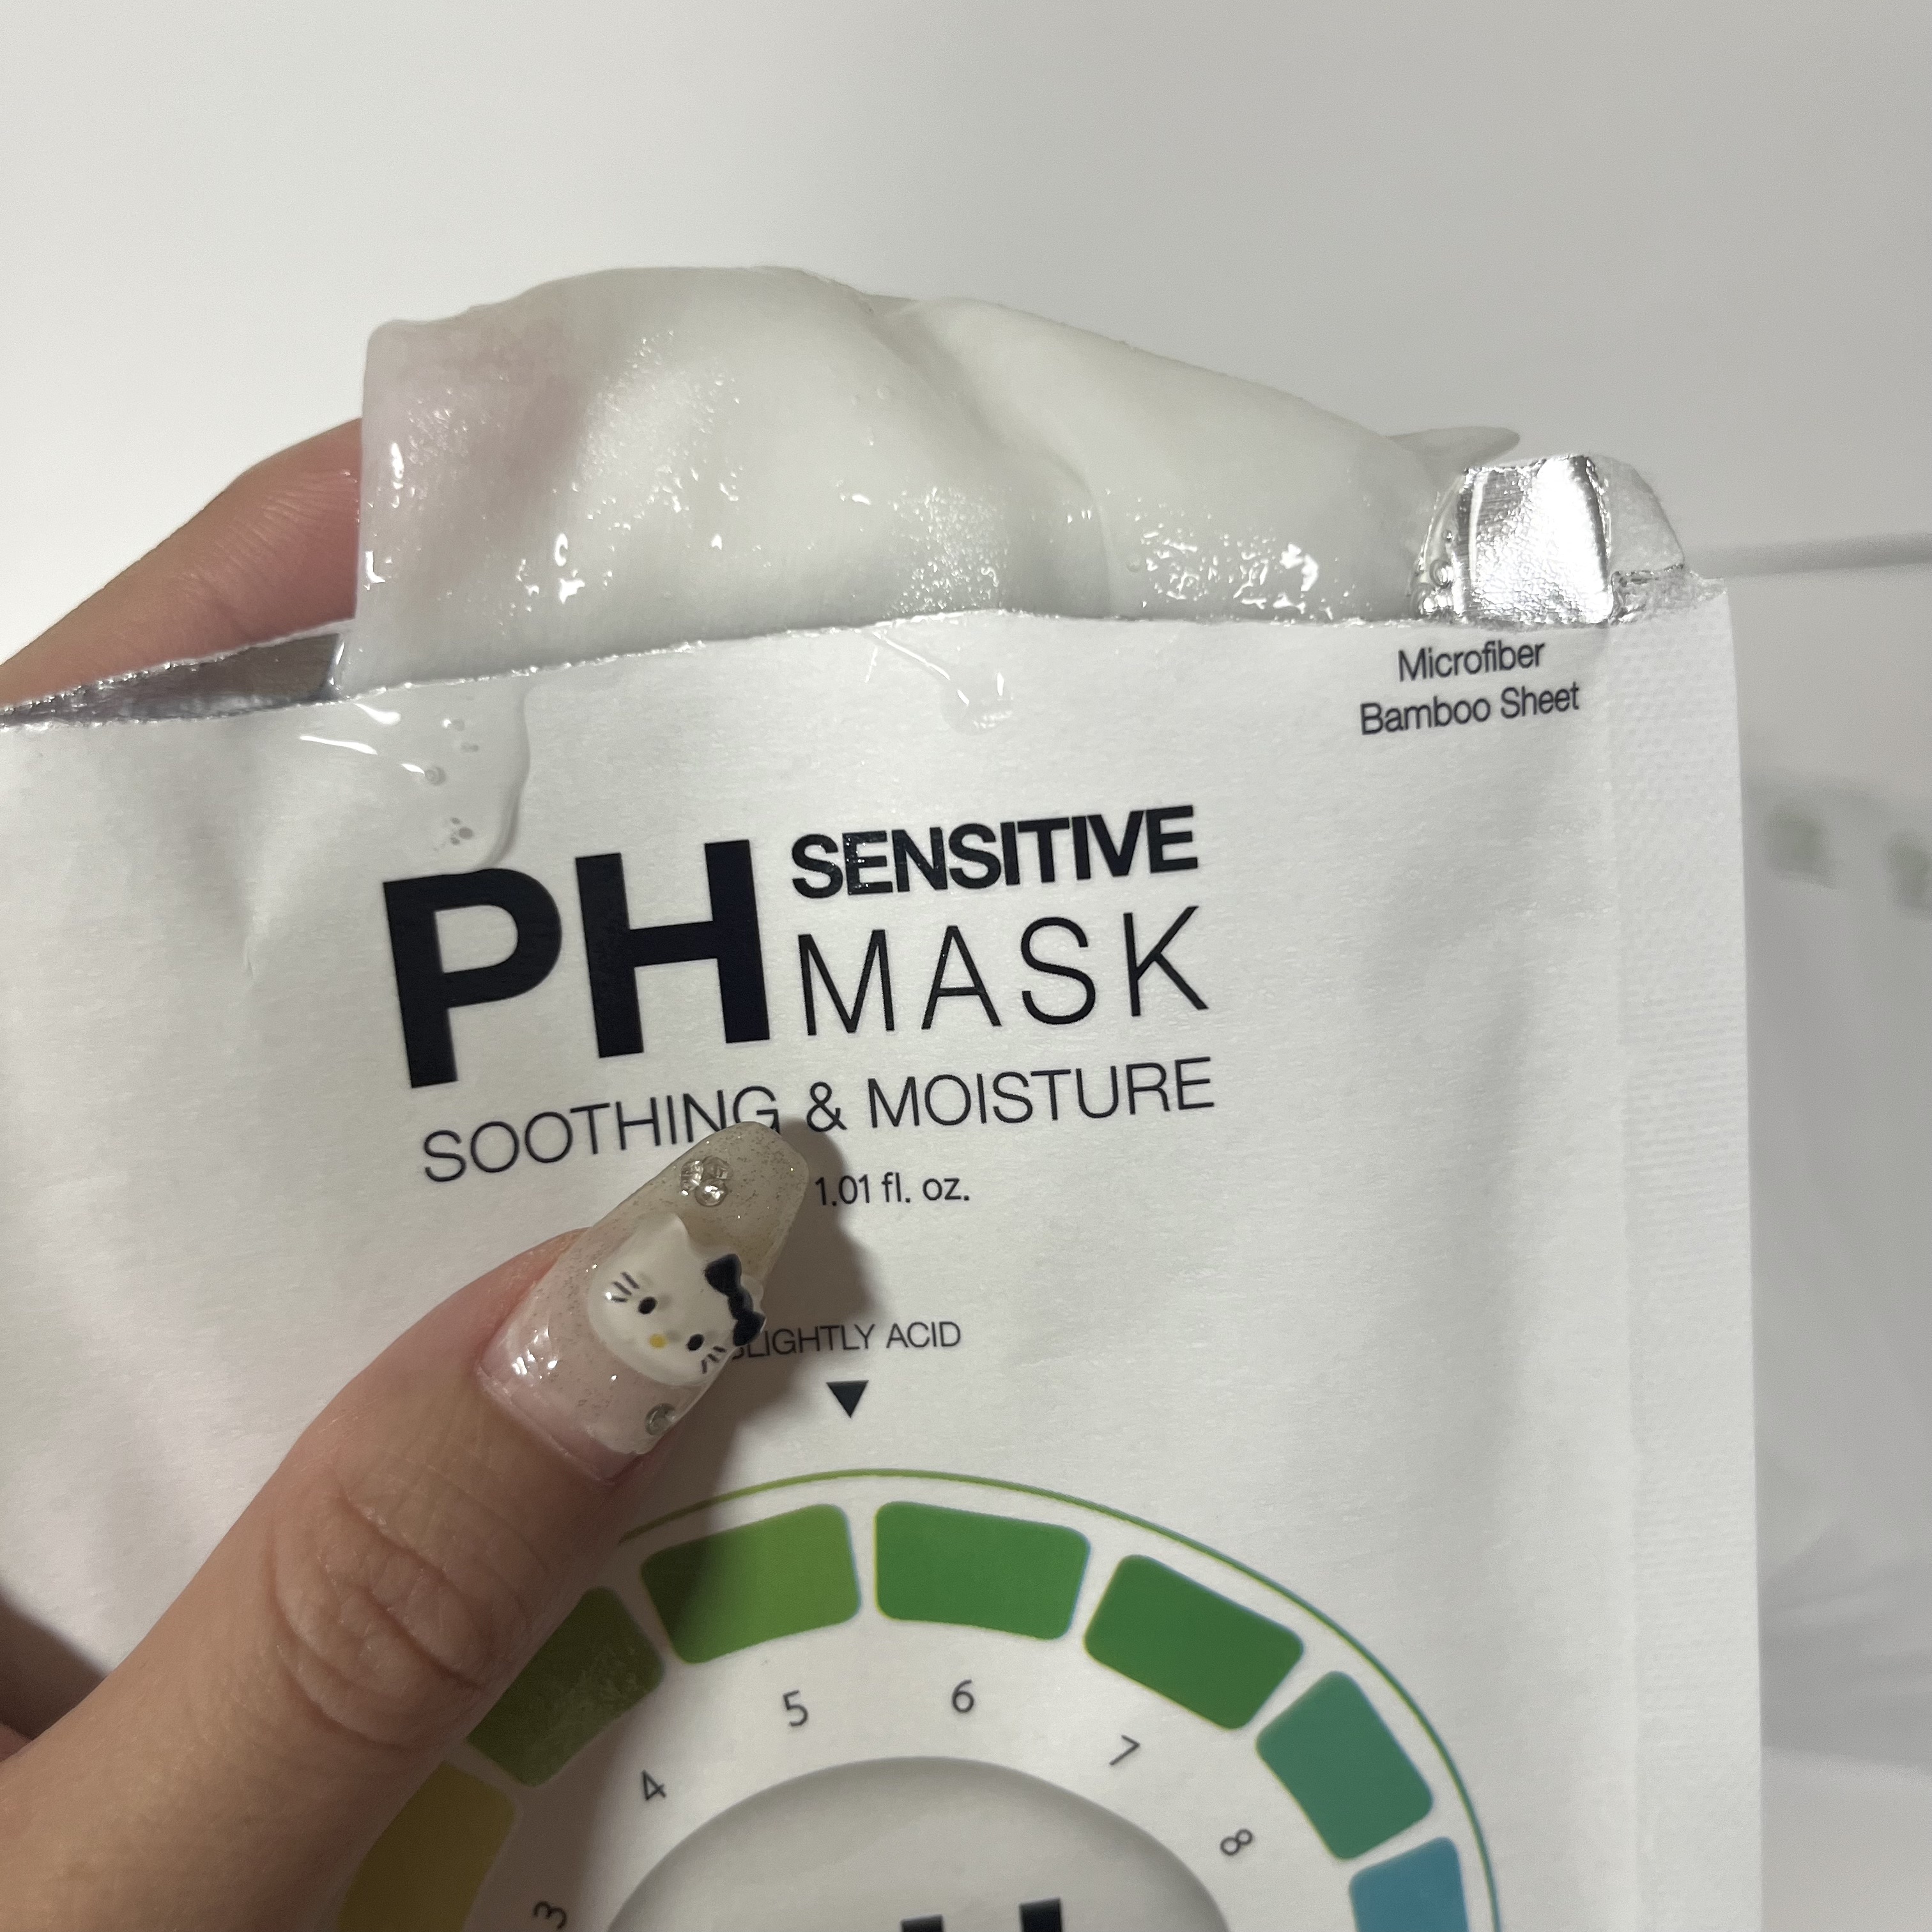 Microfiber
Bamboo Sheet
PH SENSITIVE
MASK
SOOTHING & MOISTURE
1.01 fl. oz.
SLIGHTLY ACID
3
4
5
6
7
8